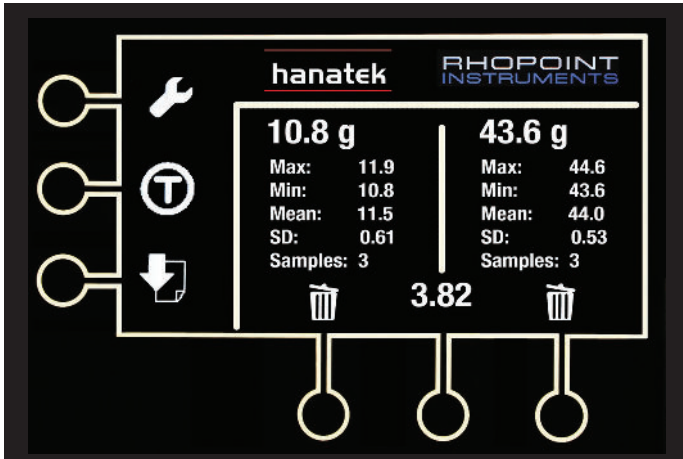 hanatek
RHOPOINT
INSTRUMENTS
T
10.8 g
Max: 11.9
Min: 10.8
Mean: 11.5
SD: 0.61
Samples: 3
43.6 g
Max: 44.6
Min: 43.6
Mean: 44.0
SD: 0.53
Samples: 3
3.82